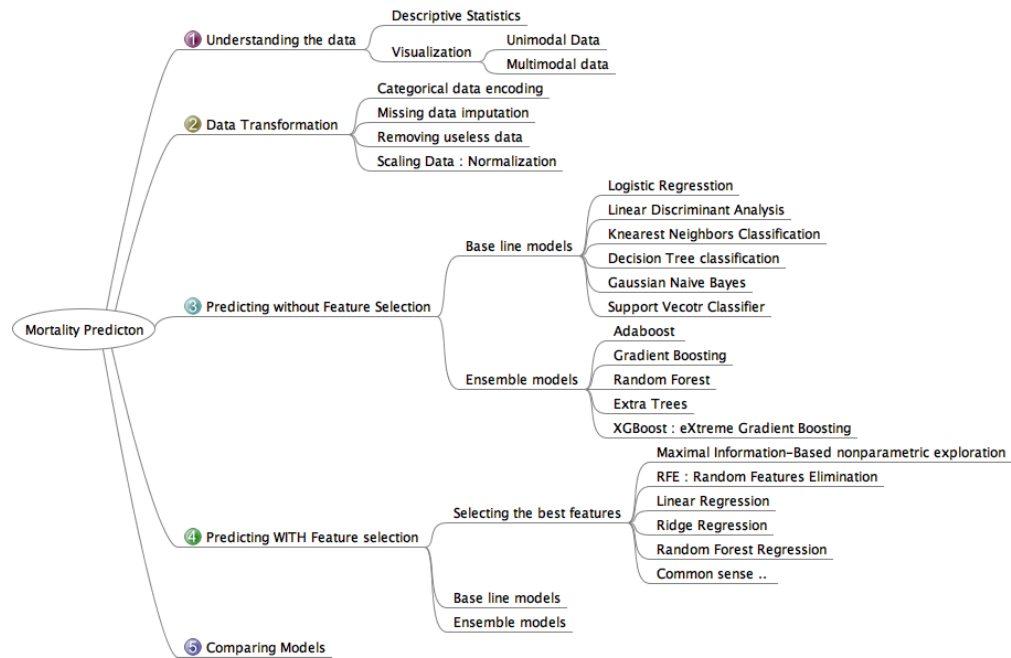 Mortality Predicton
1 Understanding the data
Descriptive Statistics
Visualization
Unimodal Data
Multimodal data
2 Data Transformation
Categorical data encoding
Missing data imputation
Removing useless data
Scaling Data : Normalization
3 Predicting without Feature Selection
Base line models
Logistic Regresstion
Linear Discriminant Analysis
Knearest Neighbors Classification
Decision Tree classification
Gaussian Naive Bayes
Support Vecotr Classifier
Ensemble models
Adaboost
Gradient Boosting
Random Forest
Extra Trees
XGBoost : eXtreme Gradient Boosting
4 Predicting WITH Feature selection
Selecting the best features
Maximal Information-Based nonparametric exploration
RFE : Random Features Elimination
Linear Regression
Ridge Regression
Random Forest Regression
Common sense ..
Base line models
Ensemble models
5 Comparing Models